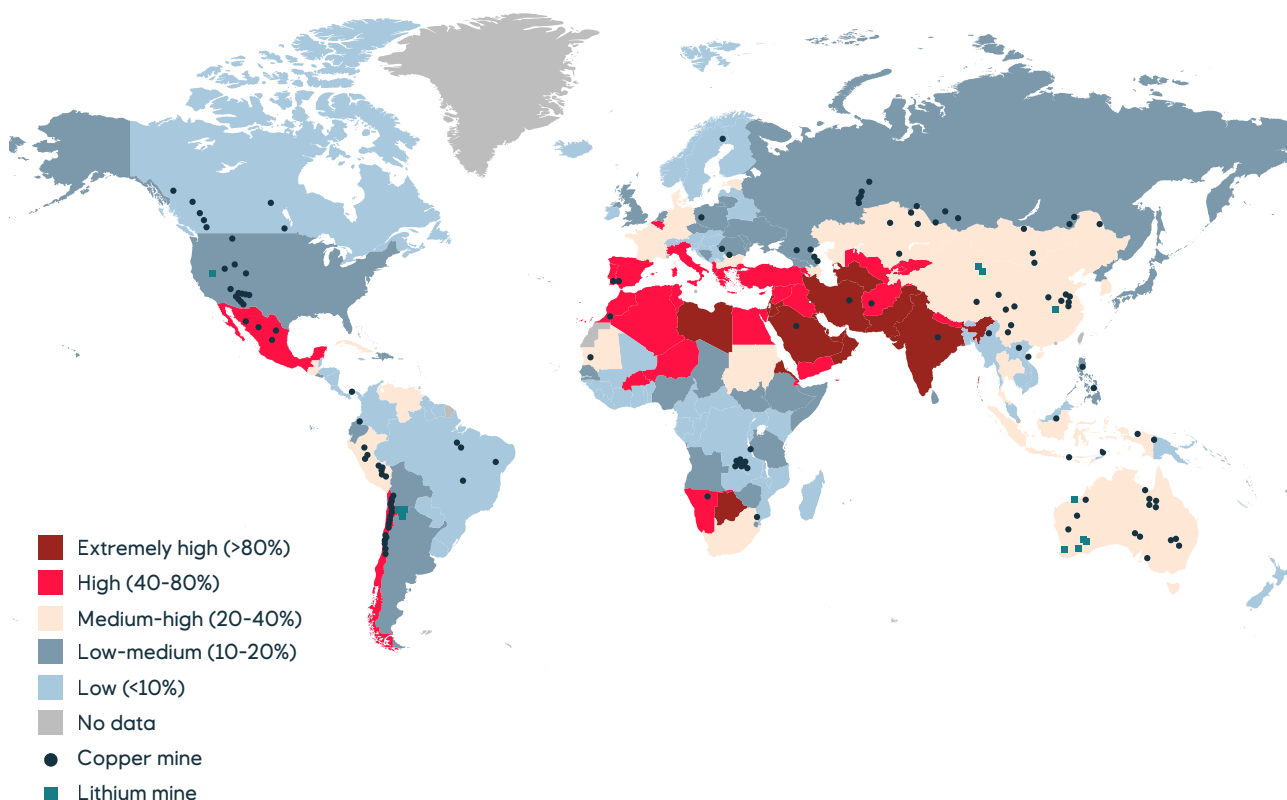 Extremely high (>80%)
High (40-80%)
Medium-high (20-40%)
Low-medium (10-20%)
Low (<10%)
No data
Copper mine
Lithium mine